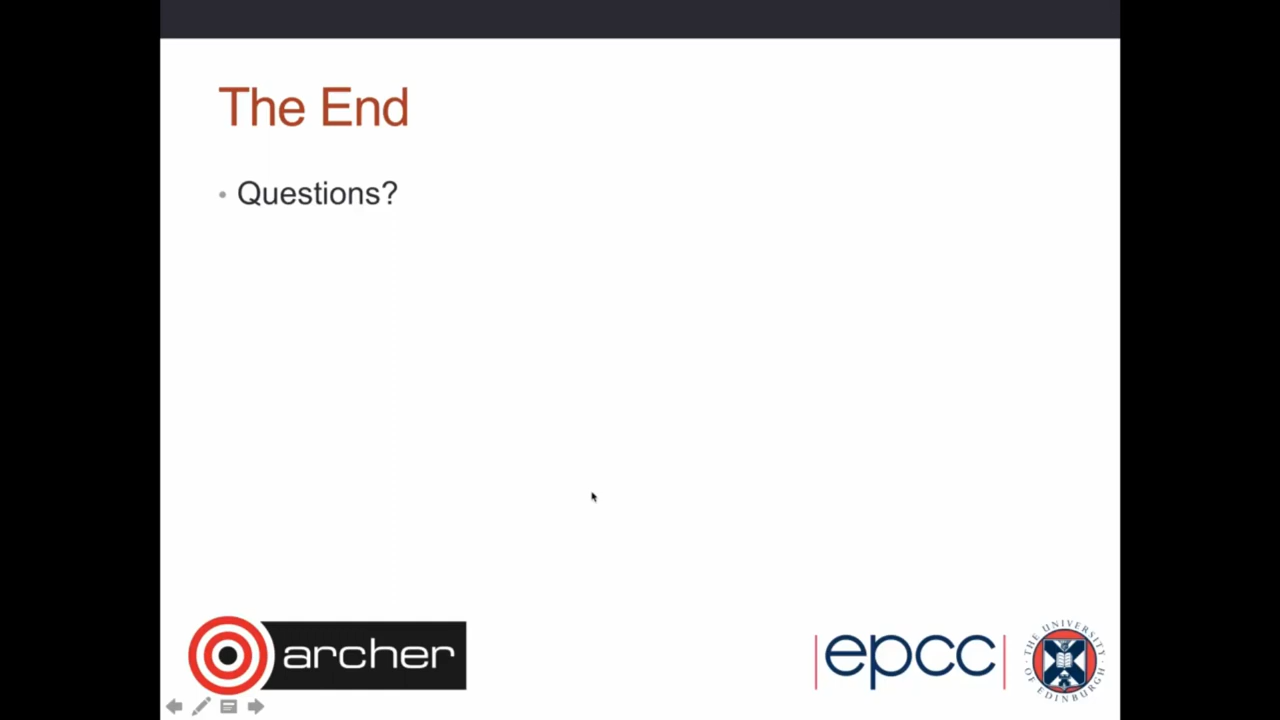 The End
• Questions?
archer
epcc
THE UNIVERSITY OF EDINBURGH